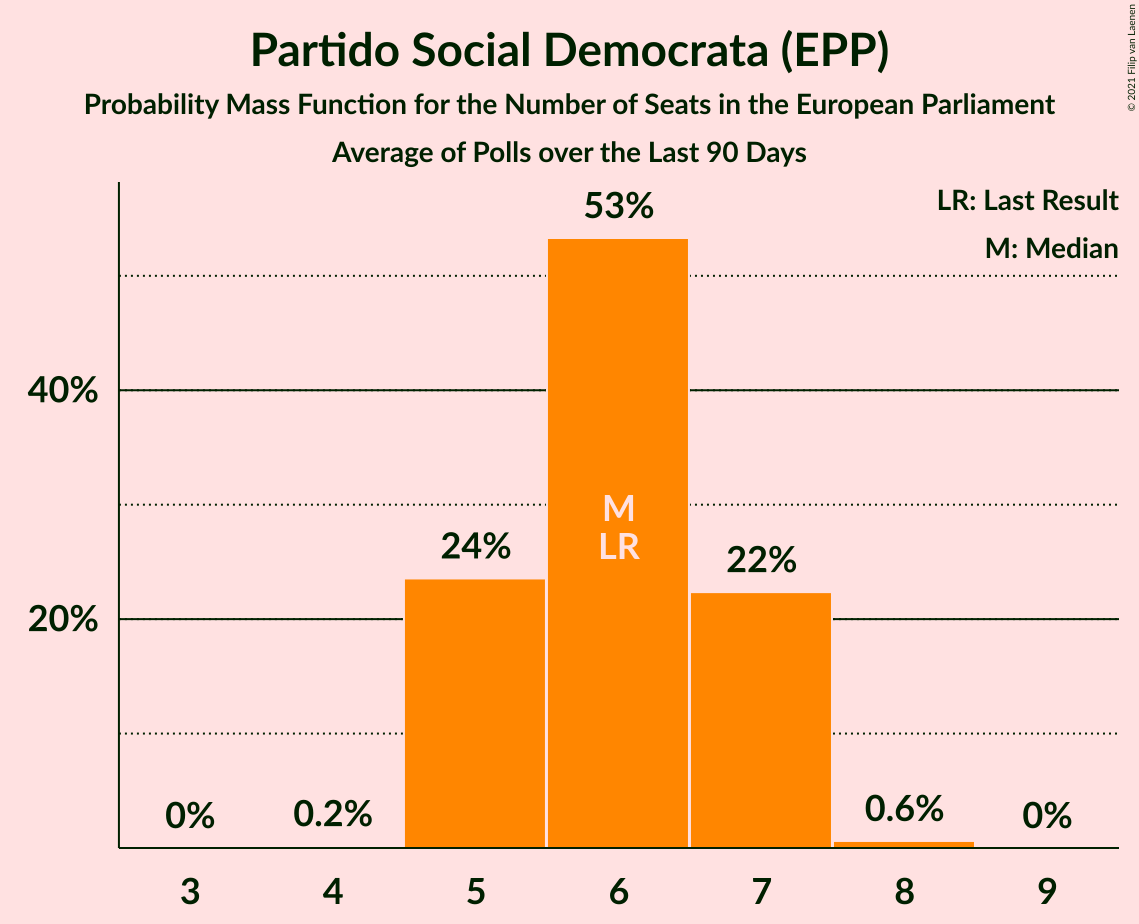 Partido Social Democrata (EPP)
Probability Mass Function for the Number of Seats in the European Parliament
Average of Polls over the Last 90 Days
© 2021 Filip van Laenen
LR: Last Result
M: Median
53%
40%
M
LR
24%
22%
20%
0%
0.2%
0.6%
0%
3
4
5
6
7
8
9